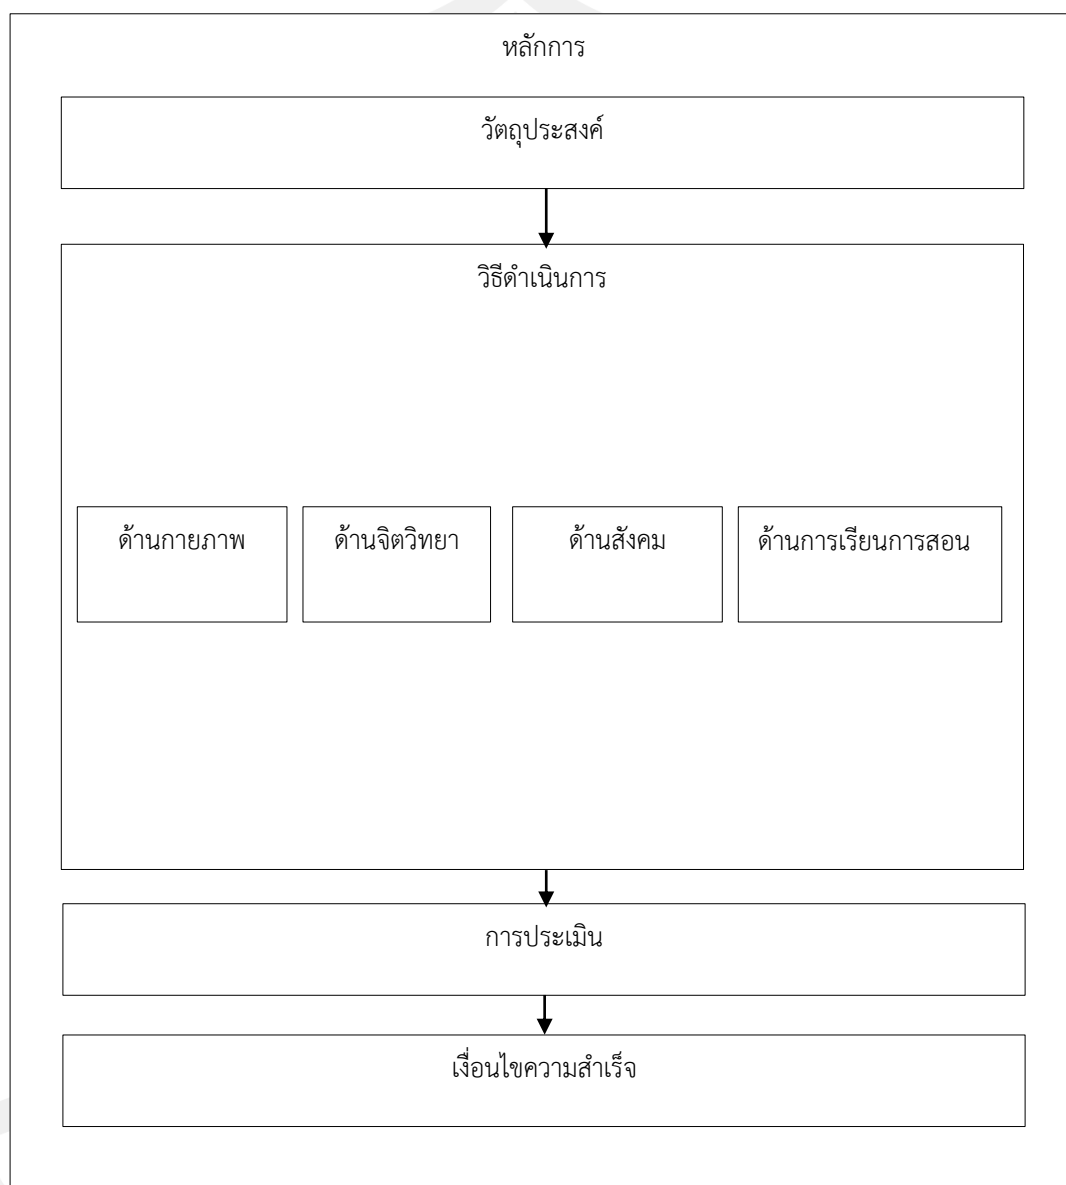 หลักการ
วัตถุประสงค์
วิธีดำเนินการ
ด้านกายภาพ
ด้านจิตวิทยา
ด้านสังคม
ด้านการเรียนการสอน
การประเมิน
เงื่อนไขความสำเร็จ